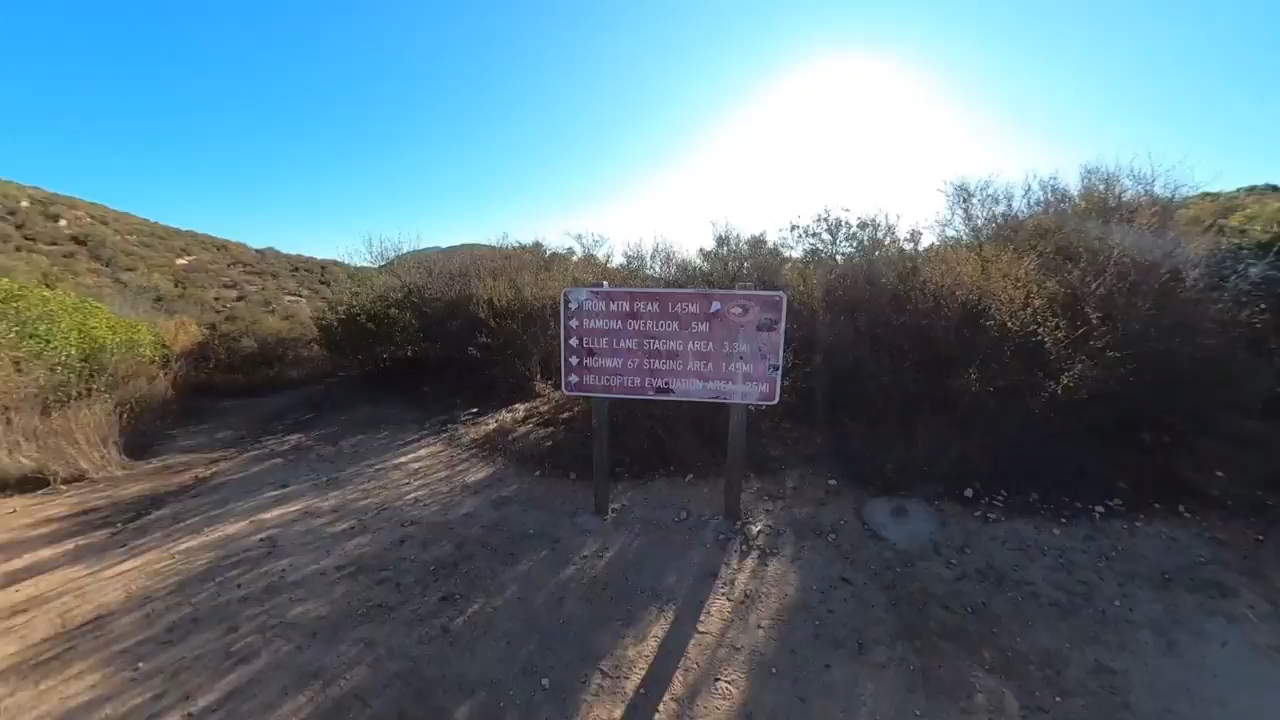 IRON MTN PEAK 1.45MI
RAMONA OVERLOOK .5MI
ELLIE LANE STAGING AREA 3.3MI
HIGHWAY 67 STAGING AREA 1.45MI
HELICOPTER EVACUATION AREA .25MI